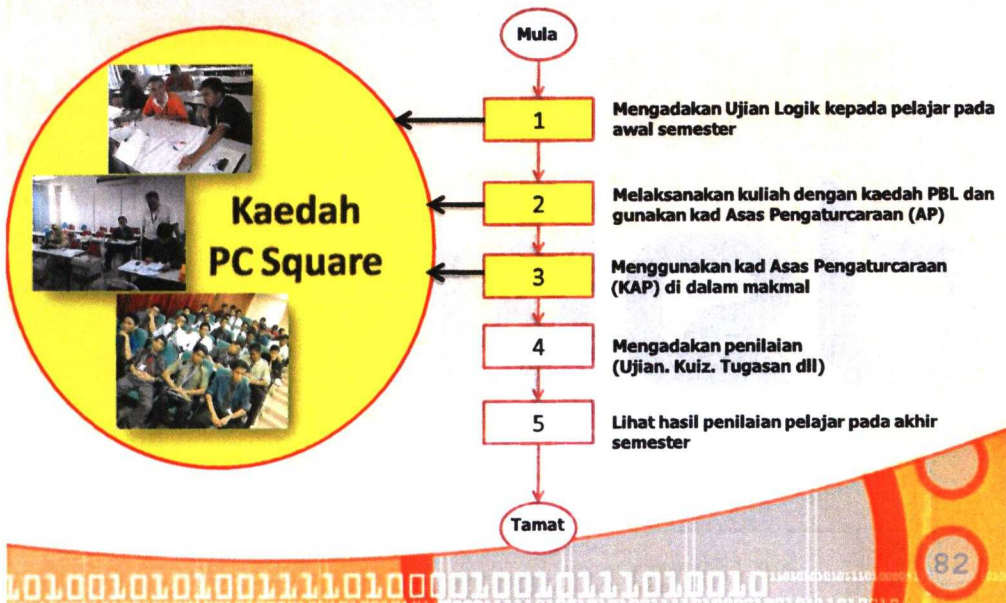 Mula
Kaedah
PC Square
1
Mengadakan Ujian Logik kepada pelajar pada
awal semester
2
Melaksanakan kuliah dengan kaedah PBL dan
gunakan kad Asas Pengaturcaraan (AP)
3
Menggunakan kad Asas Pengaturcaraan
(KAP) di dalam makmal
4
Mengadakan penilaian
(Ujian. Kuiz. Tugasan dll)
5
Lihat hasil penilaian pelajar pada akhir
semester
Tamat
82